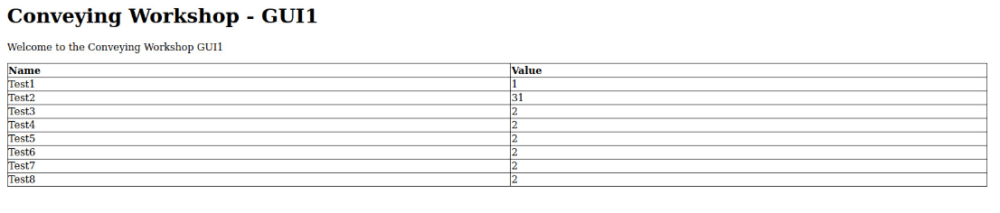 Conveying Workshop - GUI1
Welcome to the Conveying Workshop GUI1
Name Value
Test1 1
Test2 31
Test3 2
Test4 2
Test5 2
Test6 2
Test7 2
Test8 2